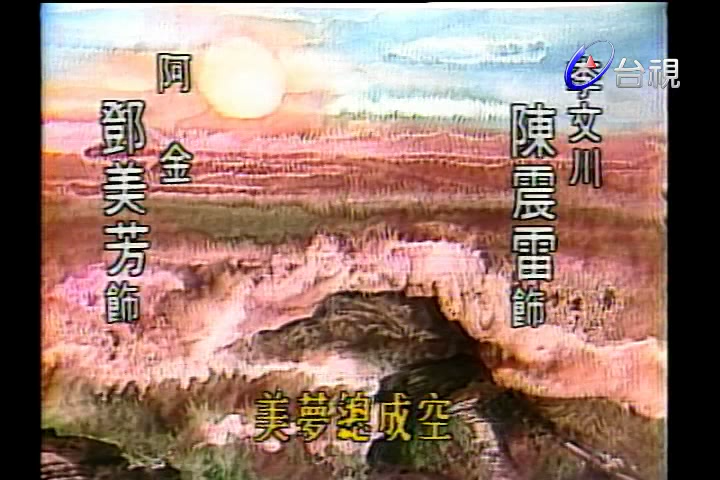 台視
李文川
陳震雷飾
阿金
鄧美芳飾
美夢總成空